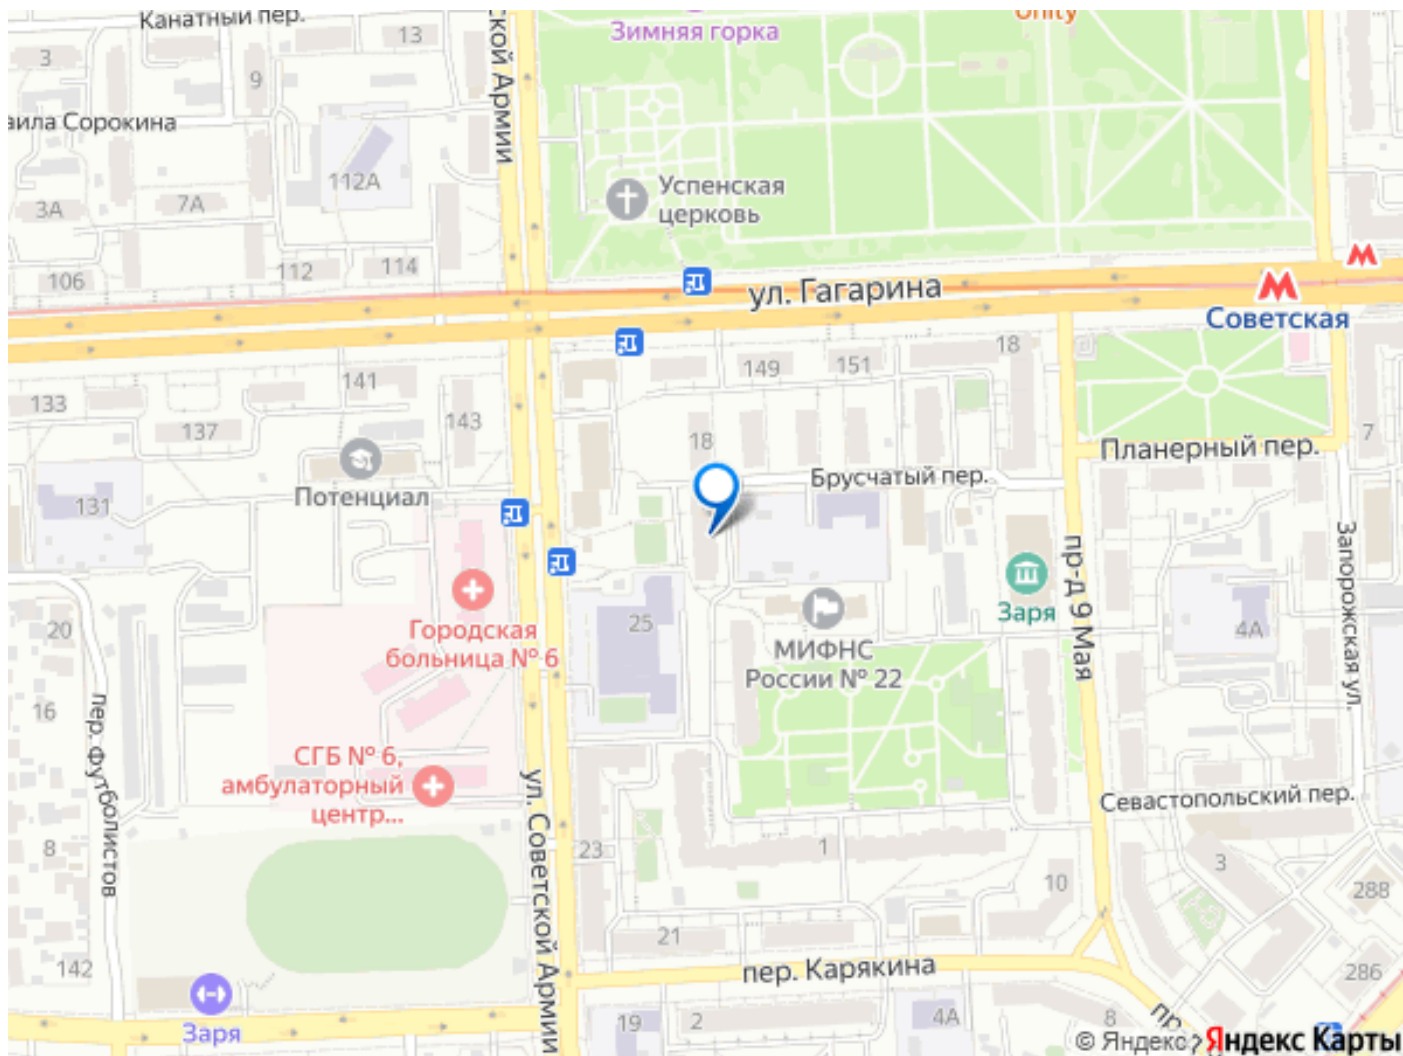 Канатный пер.
13
3
9
Зимняя горка
Unity
ской Армии
аила Сорокина
112А
3А
7А
Успенская
церковь
106
112
114
ул. Гагарина
Советская
18
149
151
141
133
137
143
18
7
Планерный пер.
Потенциал
Брусчатый пер.
131
Запорожская ул.
пр-д 9 Мая
Заря
20
Городская
больница № 6
25
МИФНС
России № 22
4А
16
пер. Футболистов
СГБ № 6,
амбулаторный
центр...
ул. Советской Армии
Севастопольский пер.
8
23
1
3
10
288
21
142
пер. Карякина
286
Заря
19
2
4А
8
пр
© Яндекс Яндекс Карты